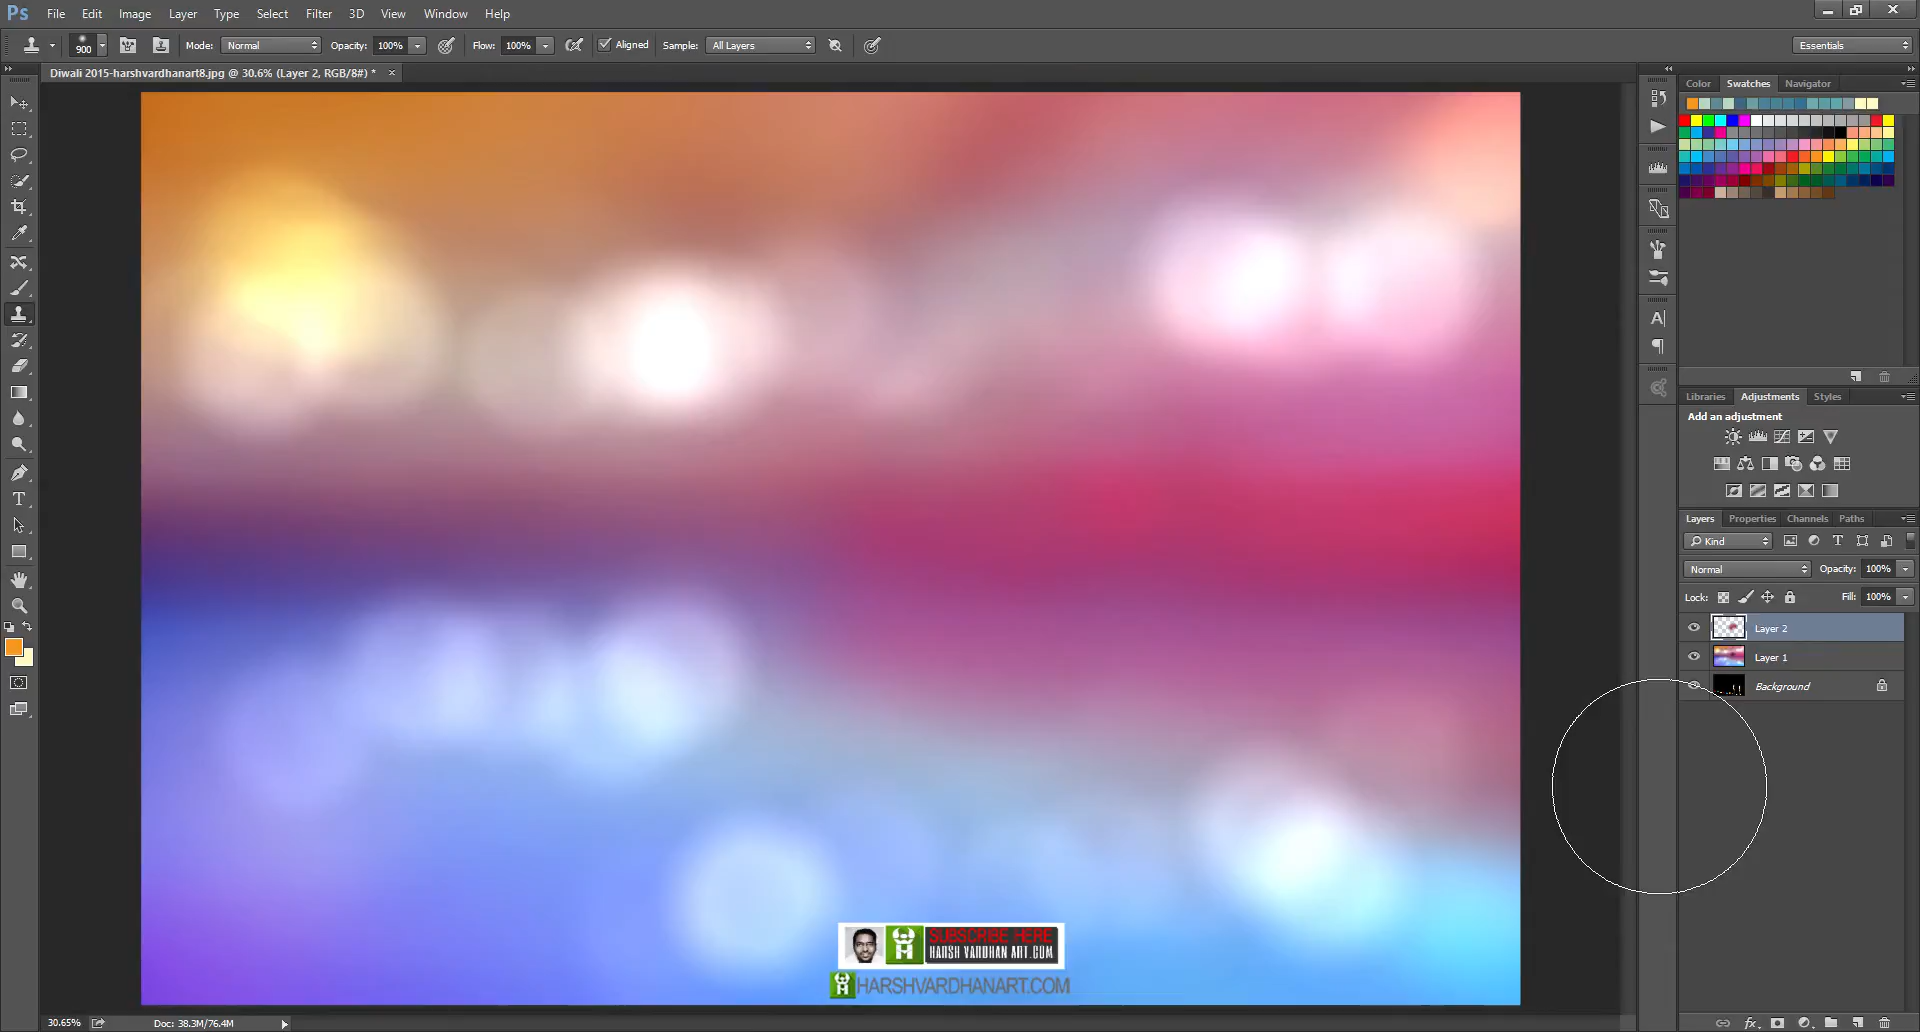 Ps File Edit Image Layer Type Select Filter 3D View Window Help
900 Mode: Normal Opacity: 100% Flow: 100% Aligned Sample: All Layers Essentials
Diwali 2015-harshvardhanart8.jpg @ 30.6% (Layer 2, RGB/8#) * ×
Color Swatches Navigator
Libraries Adjustments Styles
Add an adjustment
Layers Properties Channels Paths
Kind
Normal Opacity: 100%
Lock: Fill: 100%
Layer 2
Layer 1
Background
SUBSCRIBE HERE
HARSH VARDHAN ART.COM
HARSHVARDHANART.COM
30.65% Doc: 38.3M/76.4M